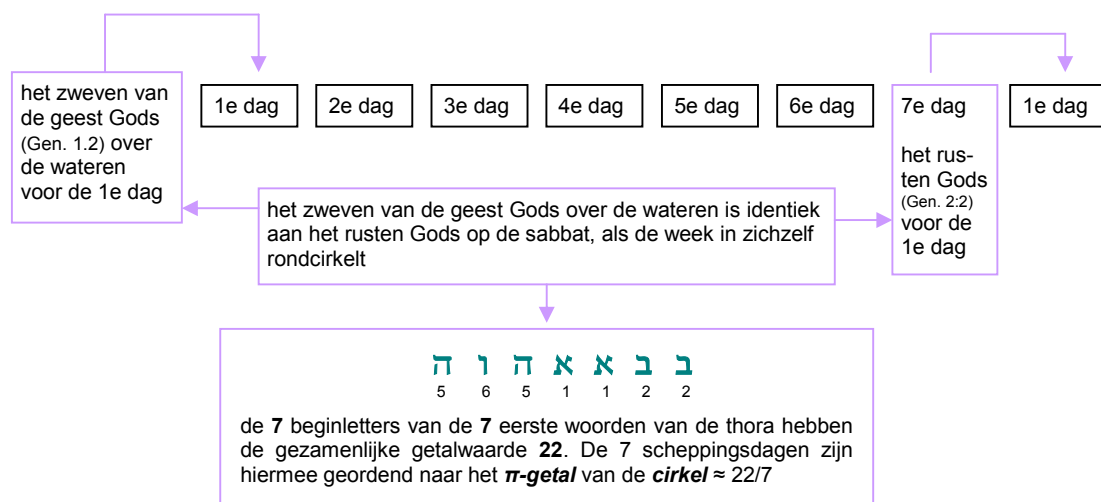 het zweven van
de geest Gods
(Gen. 1.2) over
de wateren
voor de 1e dag
1e dag
2e dag
3e dag
4e dag
5e dag
6e dag
7e dag
het rus-
ten Gods
(Gen. 2:2)
voor de
1e dag
1e dag
het zweven van de geest Gods over de wateren is identiek
aan het rusten Gods op de sabbat, als de week in zichzelf
rondcirkelt
ב ב א א ה ו ה
5 6 5 1 1 2 2
de 7 beginletters van de 7 eerste woorden van de thora hebben
de gezamenlijke getalwaarde 22. De 7 scheppingsdagen zijn
hiermee geordend naar het π-getal van de cirkel ≈ 22/7